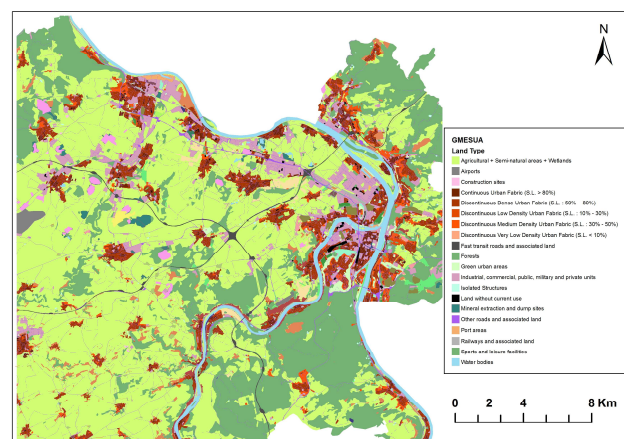 N
GMESUA
Land Type
Agricultural + Semi-natural areas + Wetlands
Airports
Construction sites
Continuous Urban Fabric (S.L. > 80%)
Discontinuous Dense Urban Fabric (S.L. : 50% - 80%)
Discontinuous Low Density Urban Fabric (S.L. : 10% - 30%)
Discontinuous Medium Density Urban Fabric (S.L. : 30% - 50%)
Discontinuous Very Low Density Urban Fabric (S.L. < 10%)
Fast transit roads and associated land
Forests
Green urban areas
Industrial, commercial, public, military and private units
Isolated Structures
Land without current use
Mineral extraction and dump sites
Other roads and associated land
Port areas
Railways and associated land
Sports and leisure facilities
Water bodies
0 2 4 8 Km